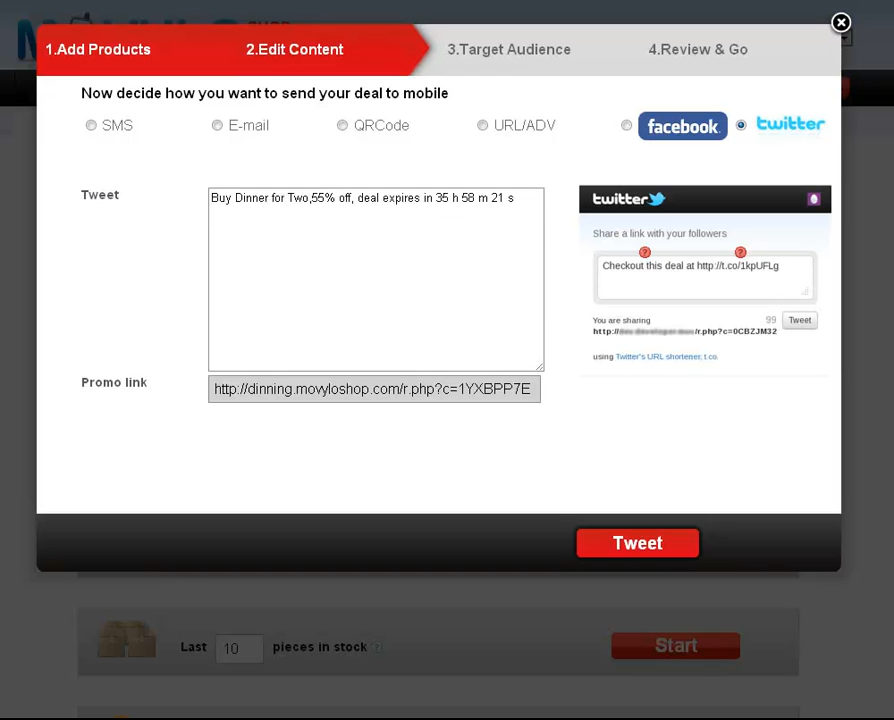 1.Add Products 2.Edit Content 3.Target Audience 4.Review & Go
Now decide how you want to send your deal to mobile
SMS E-mail QRCode URL/ADV facebook twitter
Tweet
Buy Dinner for Two,55% off, deal expires in 35 h 58 m 21 s
twitter
Share a link with your followers
? ?
Checkout this deal at http://t.co/1kpUFLg
You are sharing 99 Tweet
http:// /r.php?c=0CBZJM32
using Twitter's URL shortener, t.co.
Promo link
http://dinning.movyloshop.com/r.php?c=1YXBPP7E
Tweet
Last 10 pieces in stock ? Start